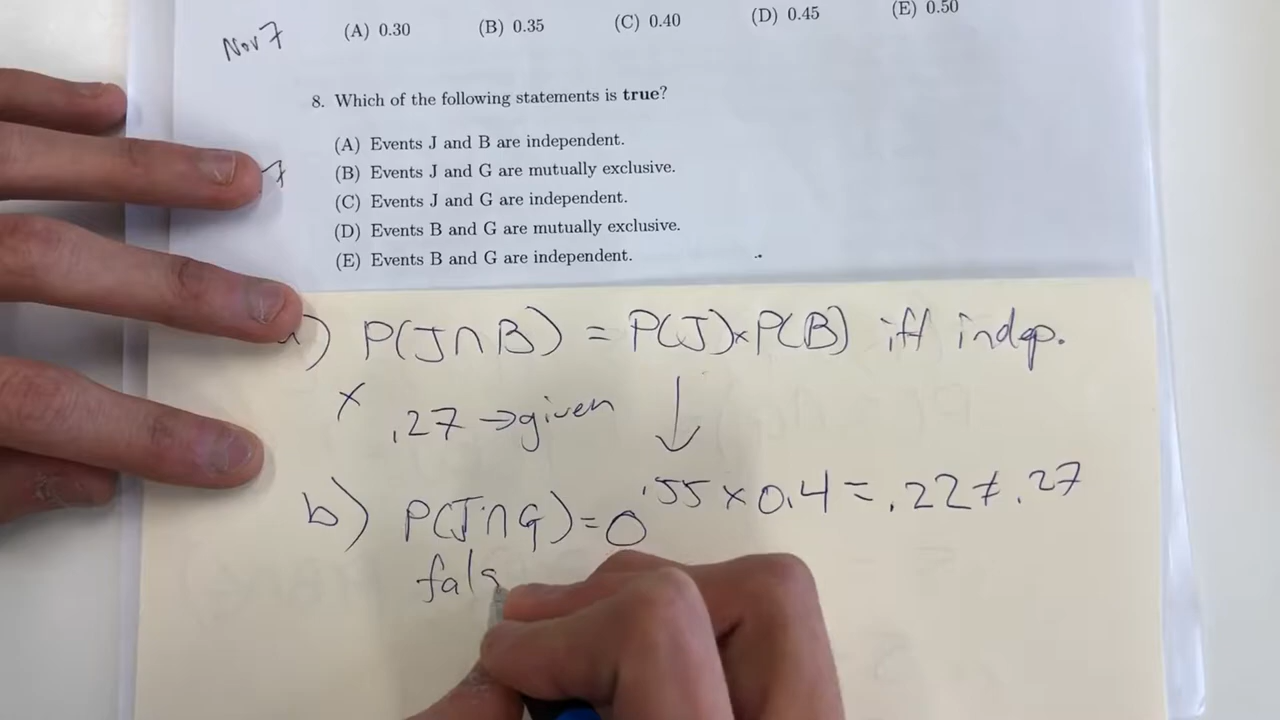 (A) 0.30 (B) 0.35 (C) 0.40 (D) 0.45 (E) 0.50
Nov 7
8. Which of the following statements is true?
(A) Events J and B are independent.
(B) Events J and G are mutually exclusive.
7
(C) Events J and G are independent.
(D) Events B and G are mutually exclusive.
(E) Events B and G are independent.
a) P(J∩B) = P(J)×P(B) iff indep.
× .27 → given ↓
.55 × 0.4 = .22 ≠ .27
b) P(J∩G) = 0
fals